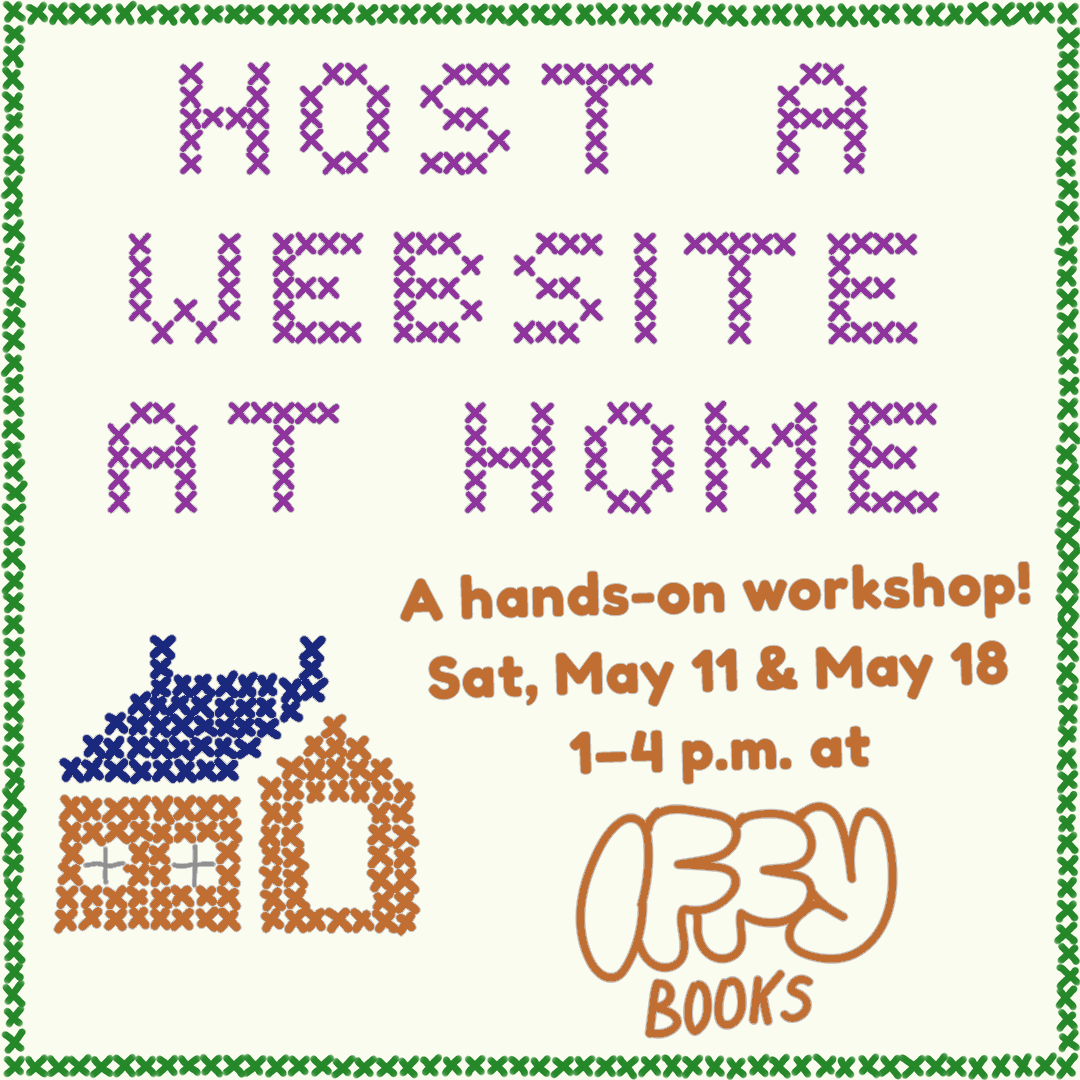 HOST A
WEBSITE
AT HOME
A hands-on workshop!
Sat, May 11 & May 18
1–4 p.m. at
IFFY
BOOKS